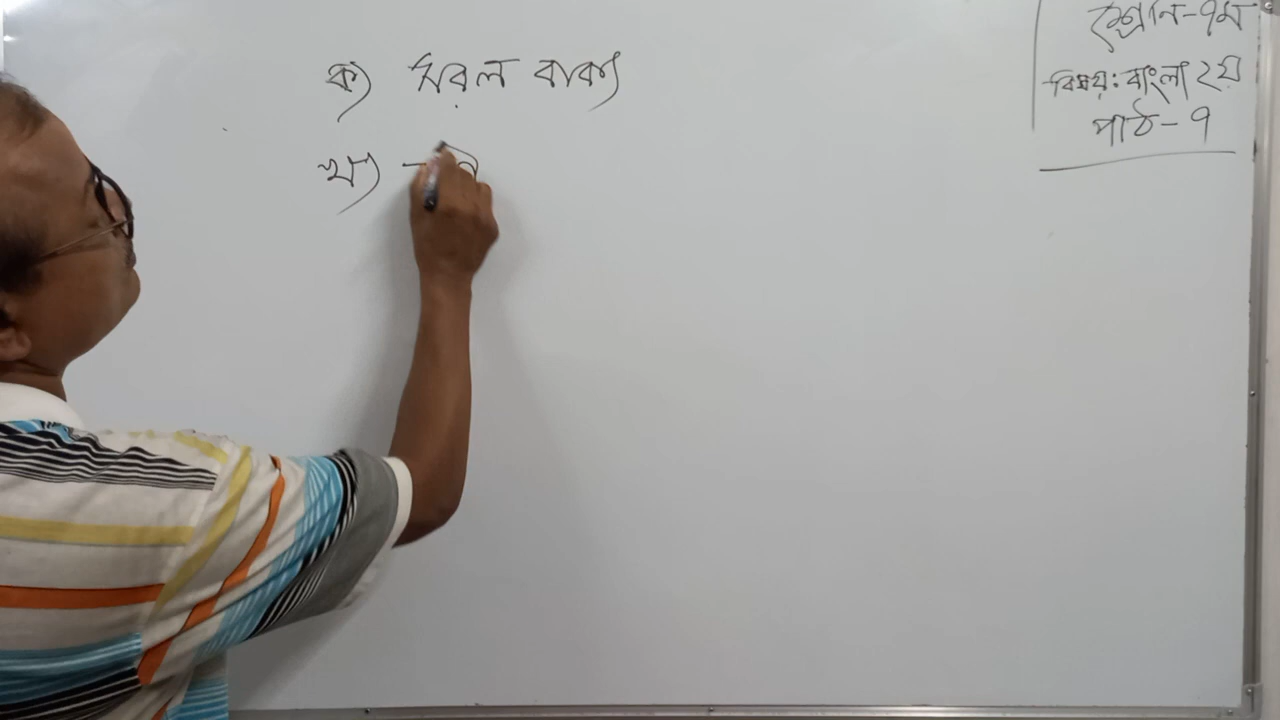 শ্রেনি-৭ম
বিষয়: বাংলা ২য়
পাঠ-৭
ক) সরল বাক্য
খ)